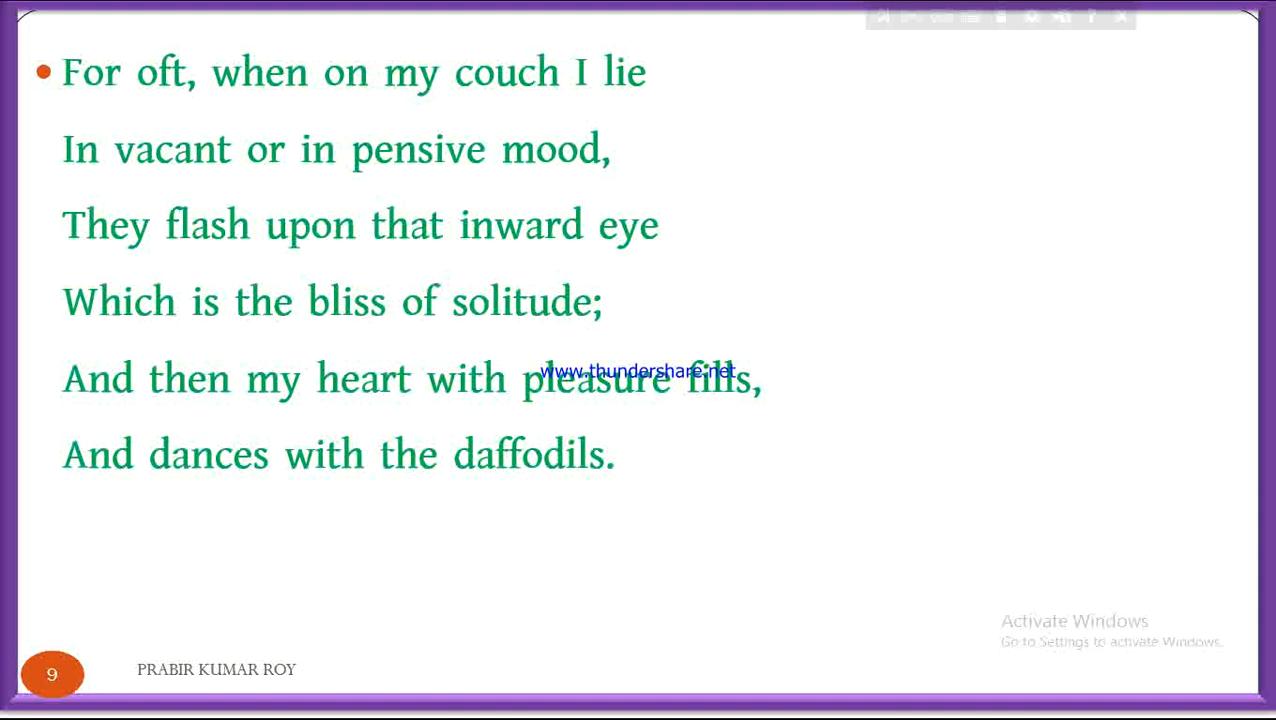 • For oft, when on my couch I lie
In vacant or in pensive mood,
They flash upon that inward eye
Which is the bliss of solitude;
And then my heart with pleasure fills,
www.thundershare.net
And dances with the daffodils.
Activate Windows
Go to Settings to activate Windows.
9
PRABIR KUMAR ROY